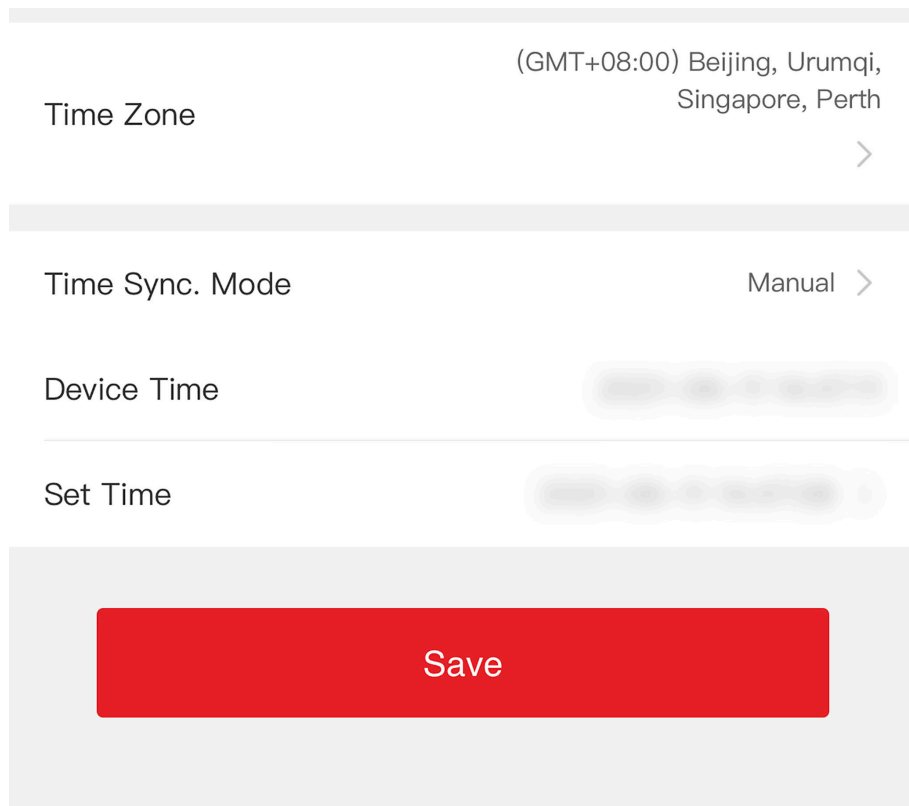 (GMT+08:00) Beijing, Urumqi,
Singapore, Perth
Time Zone
Time Sync. Mode Manual
Device Time
Set Time
Save